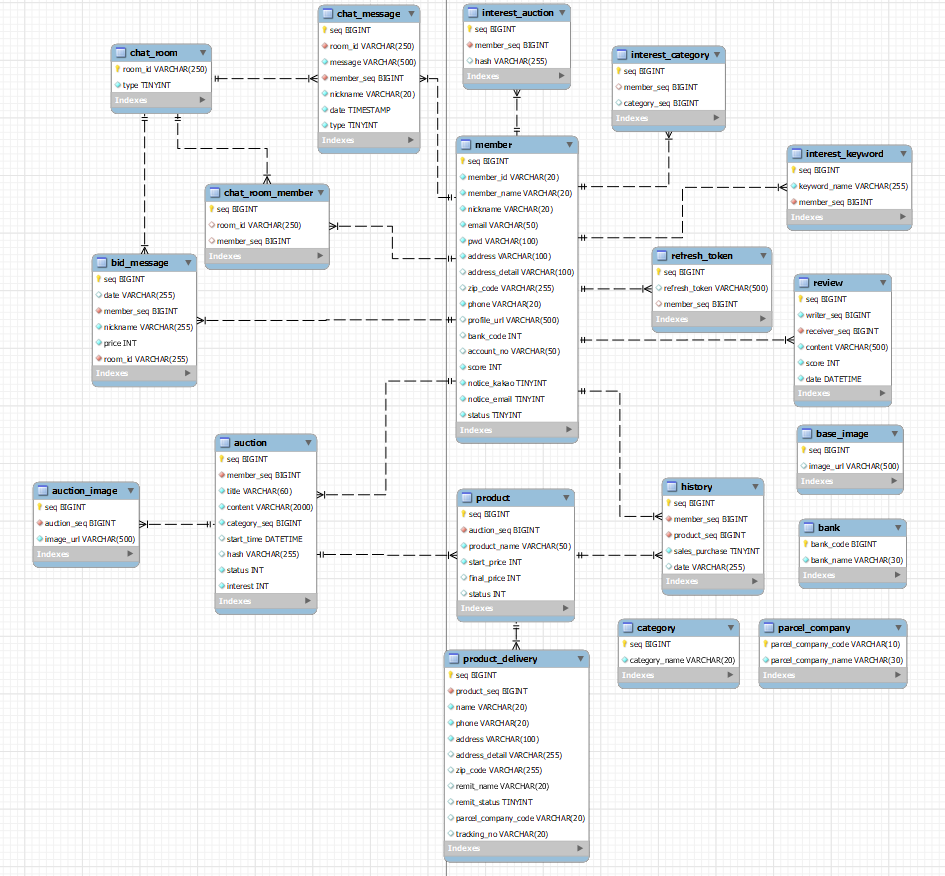 chat_message
seq BIGINT
room_id VARCHAR(250)
message VARCHAR(500)
member_seq BIGINT
nickname VARCHAR(20)
date TIMESTAMP
type TINYINT
Indexes
interest_auction
seq BIGINT
member_seq BIGINT
hash VARCHAR(255)
Indexes
chat_room
room_id VARCHAR(250)
type TINYINT
Indexes
interest_category
seq BIGINT
member_seq BIGINT
category_seq BIGINT
Indexes
member
seq BIGINT
member_id VARCHAR(20)
member_name VARCHAR(20)
nickname VARCHAR(20)
email VARCHAR(50)
pwd VARCHAR(100)
address VARCHAR(100)
address_detail VARCHAR(100)
zip_code VARCHAR(255)
phone VARCHAR(20)
profile_url VARCHAR(500)
bank_code INT
account_no VARCHAR(50)
score INT
notice_kakao TINYINT
notice_email TINYINT
status TINYINT
Indexes
interest_keyword
seq BIGINT
keyword_name VARCHAR(255)
member_seq BIGINT
Indexes
chat_room_member
seq BIGINT
room_id VARCHAR(250)
member_seq BIGINT
Indexes
bid_message
seq BIGINT
date VARCHAR(255)
member_seq BIGINT
nickname VARCHAR(255)
price INT
room_id VARCHAR(255)
Indexes
refresh_token
seq BIGINT
refresh_token VARCHAR(500)
member_seq BIGINT
Indexes
review
seq BIGINT
writer_seq BIGINT
receiver_seq BIGINT
content VARCHAR(500)
score INT
date DATETIME
Indexes
base_image
seq BIGINT
image_url VARCHAR(500)
Indexes
auction
seq BIGINT
member_seq BIGINT
title VARCHAR(60)
content VARCHAR(2000)
category_seq BIGINT
start_time DATETIME
hash VARCHAR(255)
status INT
interest INT
Indexes
auction_image
seq BIGINT
auction_seq BIGINT
image_url VARCHAR(500)
Indexes
product
seq BIGINT
auction_seq BIGINT
product_name VARCHAR(50)
start_price INT
final_price INT
status INT
Indexes
history
seq BIGINT
member_seq BIGINT
product_seq BIGINT
sales_purchase TINYINT
date VARCHAR(255)
Indexes
bank
bank_code BIGINT
bank_name VARCHAR(30)
Indexes
category
seq BIGINT
category_name VARCHAR(20)
Indexes
parcel_company
parcel_company_code VARCHAR(10)
parcel_company_name VARCHAR(30)
Indexes
product_delivery
seq BIGINT
product_seq BIGINT
name VARCHAR(20)
phone VARCHAR(20)
address VARCHAR(100)
address_detail VARCHAR(255)
zip_code VARCHAR(255)
remit_name VARCHAR(20)
remit_status TINYINT
parcel_company_code VARCHAR(20)
tracking_no VARCHAR(20)
Indexes